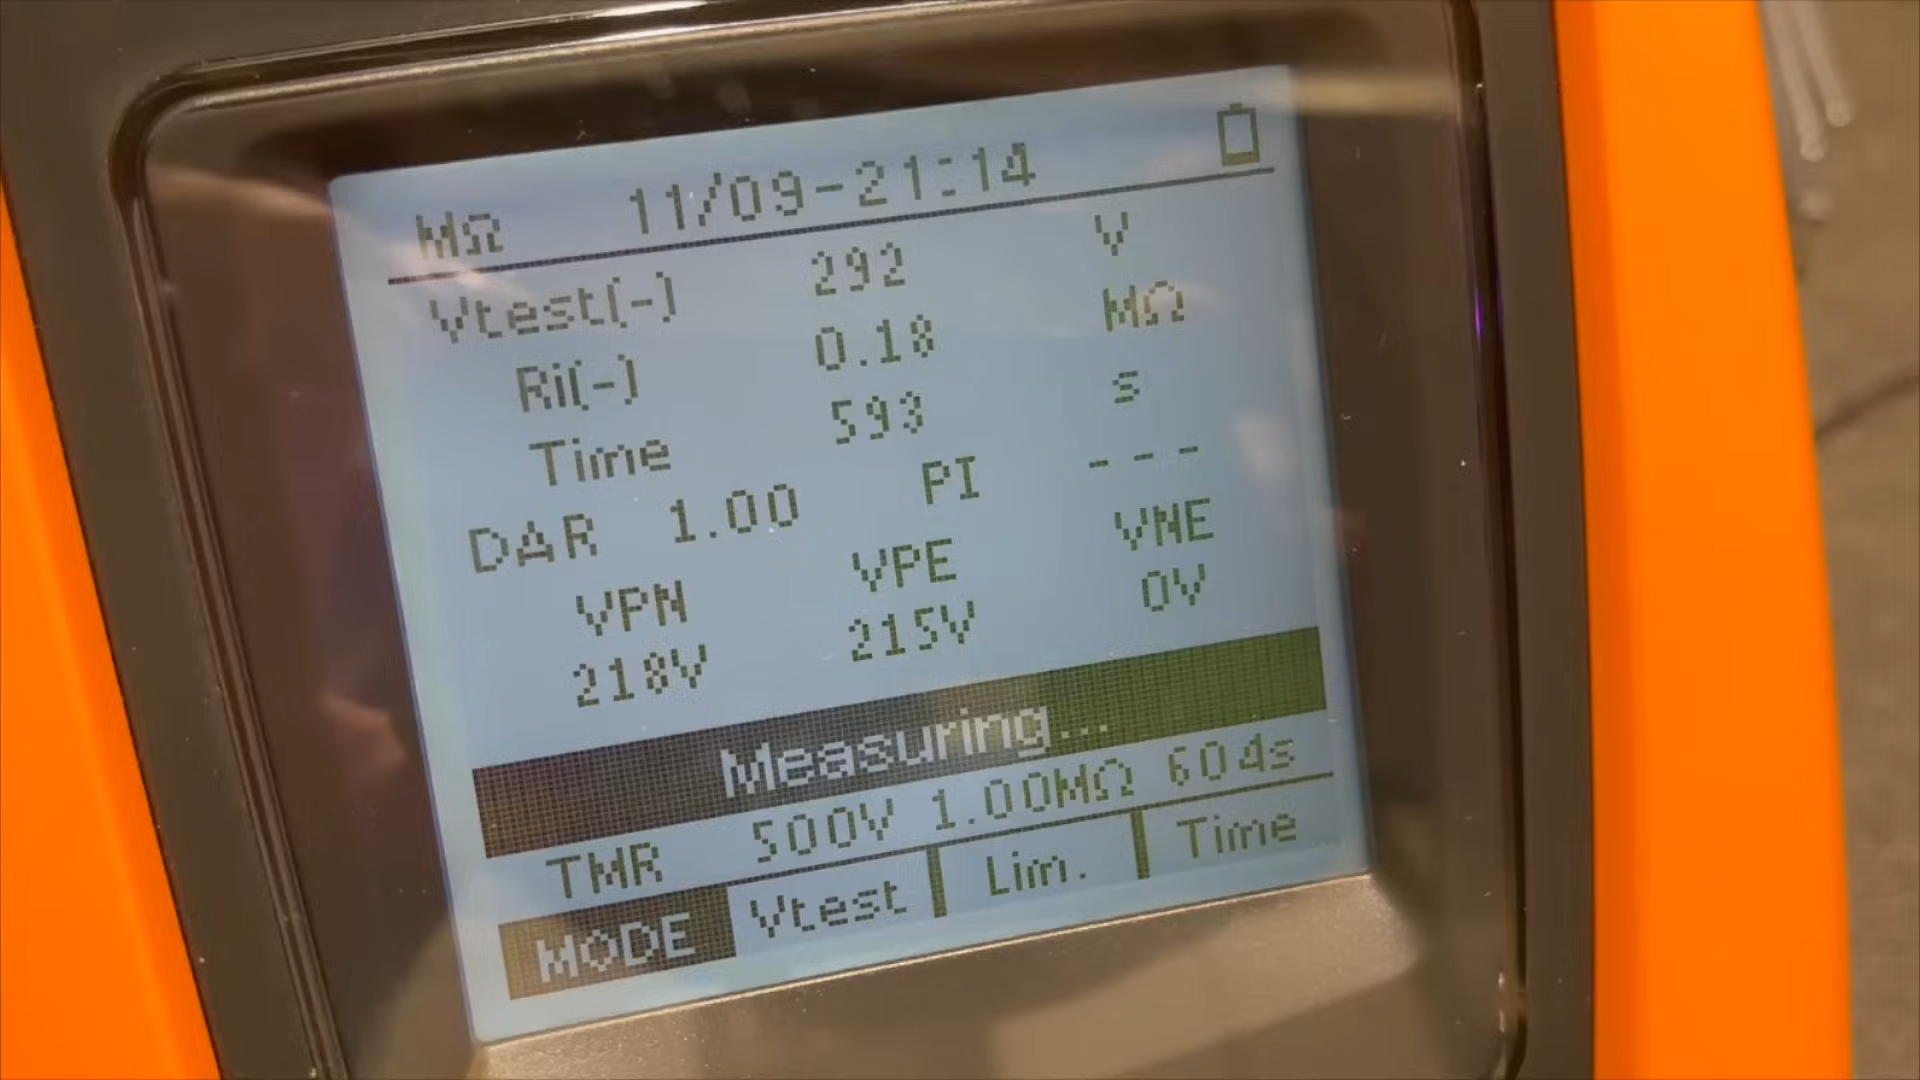 MΩ 11/09-21:14
Vtest(-) 292 V
Ri(-) 0.18 MΩ
Time 593 s
DAR 1.00 PI ---
VPN VPE VNE
218V 215V 0V
Measuring...
TMR 500V 1.00MΩ 604s
MODE Vtest Lim. Time